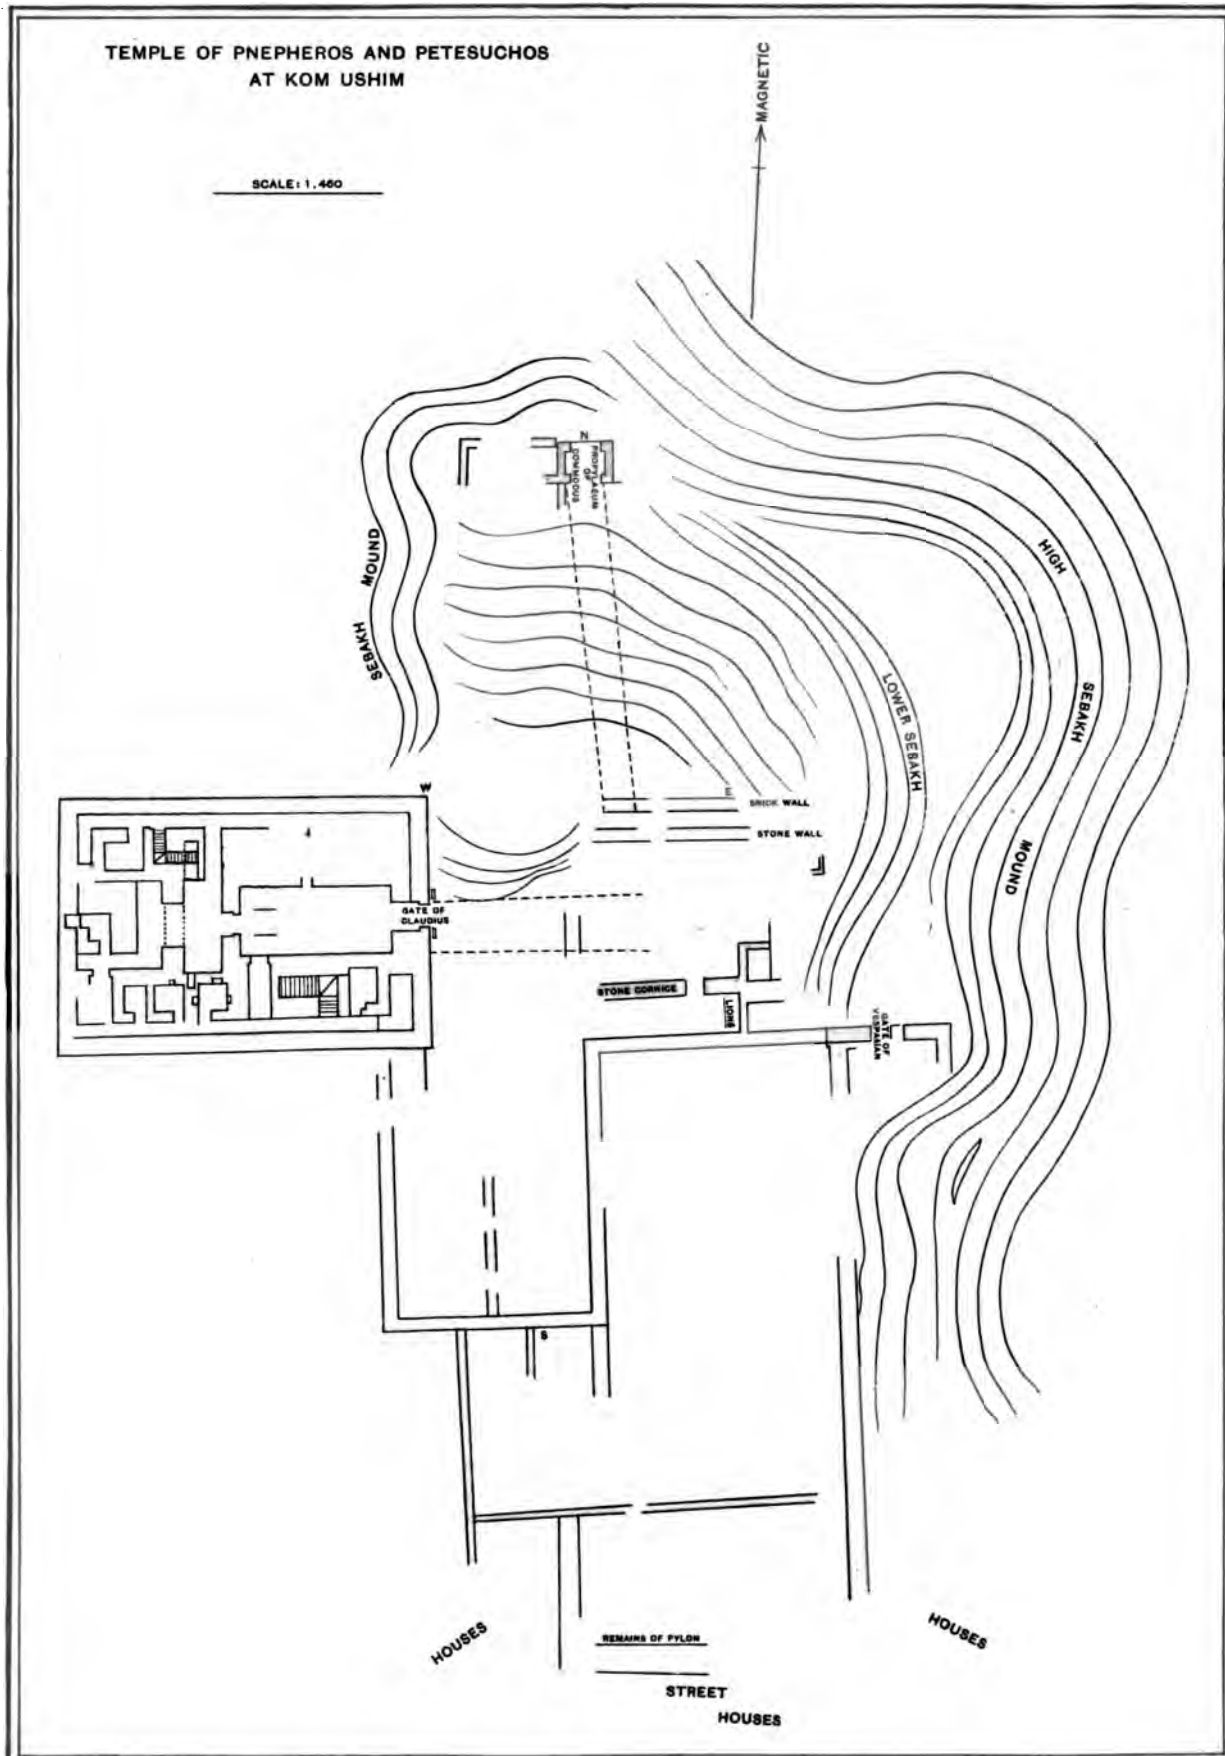 TEMPLE OF PNEPHEROS AND PETESUCHOS
AT KOM USHIM
SCALE: 1.460
MAGNETIC
N
PROPYLAEUM
OF
COMMODUS
SEBAKH MOUND
HIGH SEBAKH MOUND
LOWER SEBAKH
W
E
BRICK WALL
STONE WALL
4
GATE OF
CLAUDIUS
STONE CORNICE
LIONS
GATE OF
VESPASIAN
S
HOUSES
HOUSES
REMAINS OF PYLON
STREET
HOUSES